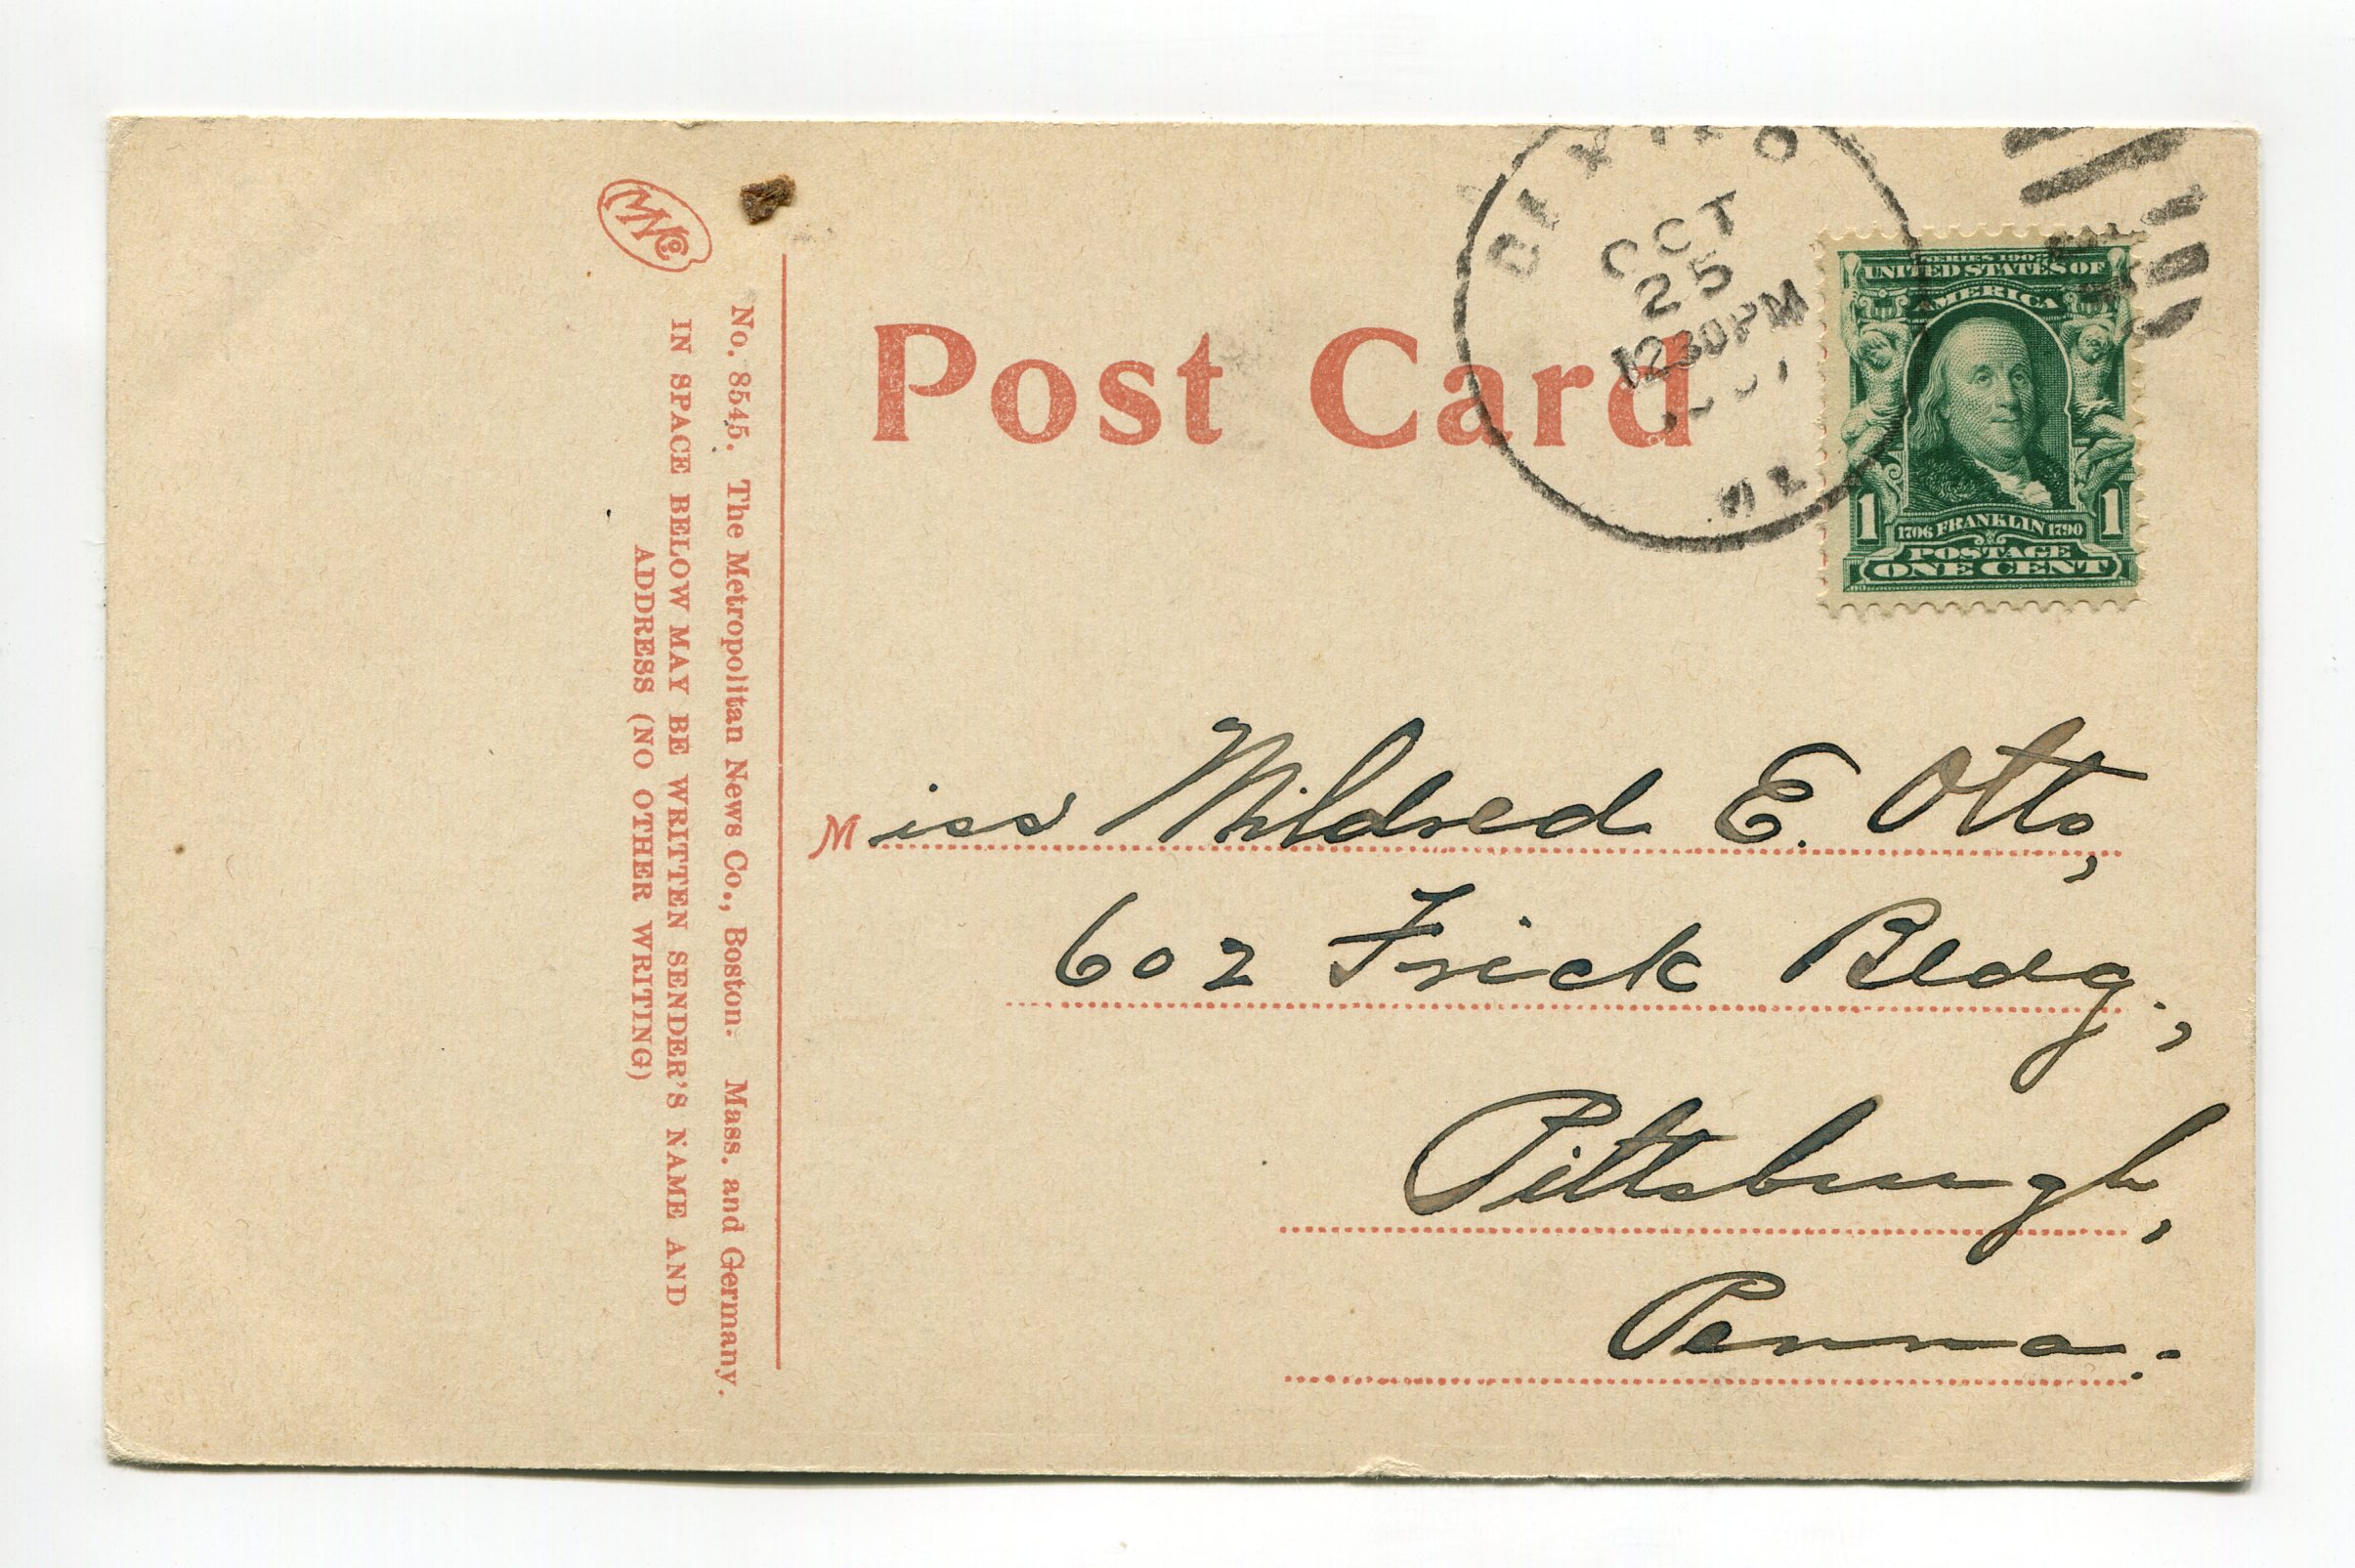 MNCo.
No. 8545. The Metropolitan News Co., Boston. Mass. and Germany.
IN SPACE BELOW MAY BE WRITTEN SENDER'S NAME AND
ADDRESS (NO OTHER WRITING)
Post Card
OCT
25
1230PM
SERIES 1902
UNITED STATES OF
AMERICA
1 1706 FRANKLIN 1790 1
POSTAGE
ONE CENT
Miss Mildred E. Otto,
602 Frick Bldg.,
Pittsburgh,
Penna.